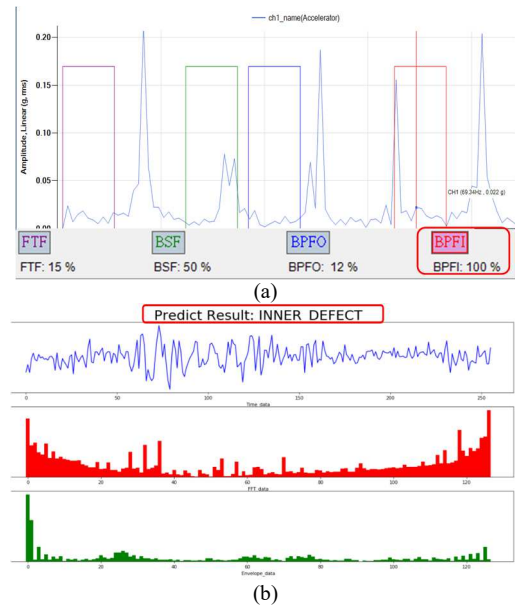 ch1_name(Accelerator)
Amplitude, Linear (g, rms)
0.20
0.15
0.10
0.05
0.00
CH1 (69.34Hz , 0.022 g)
FTF BSF BPFO BPFI
FTF: 15 % BSF: 50 % BPFO: 12 % BPFI: 100 %
(a)
Predict Result: INNER_DEFECT
0 50 100 150 200 250
Time_data
0 20 40 60 80 100 120
FFT_data
0 20 40 60 80 100 120
Envelope_data
(b)